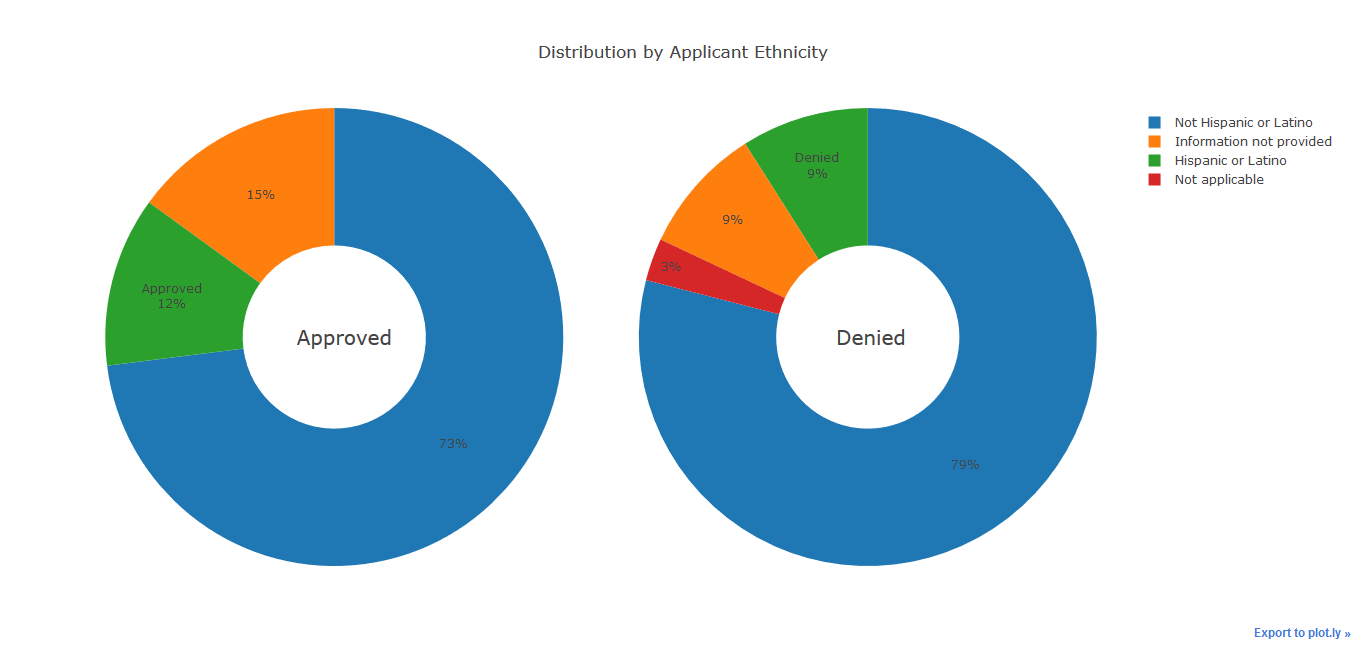 Distribution by Applicant Ethnicity
Not Hispanic or Latino
Information not provided
Hispanic or Latino
Not applicable
15%
Approved
12%
Approved
73%
Denied
9%
9%
3%
Denied
79%
Export to plot.ly »